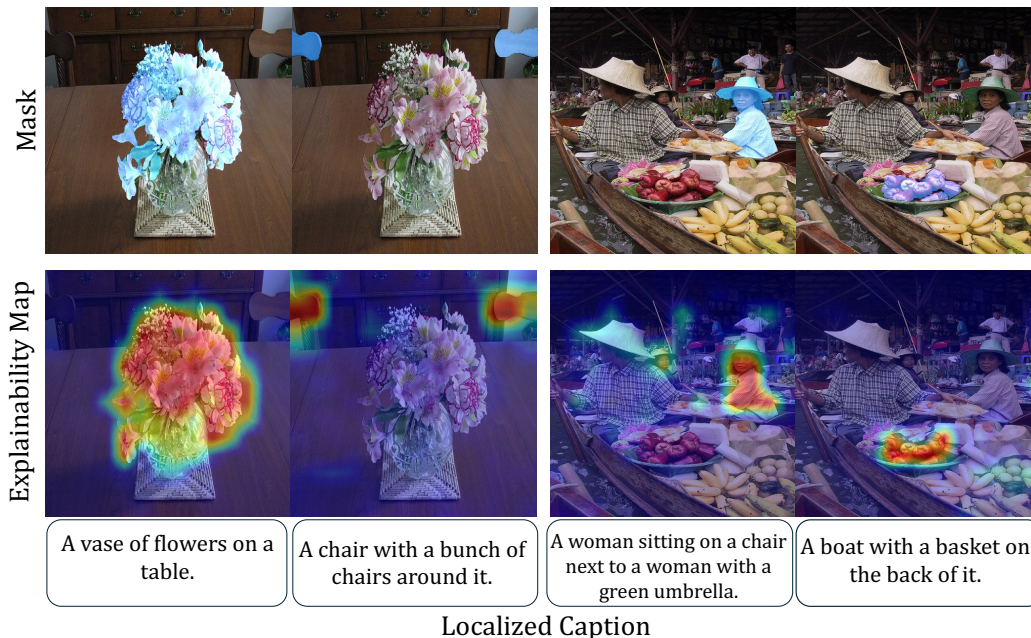 Mask
Explainability Map
A vase of flowers on a
table.
A chair with a bunch of
chairs around it.
A woman sitting on a chair
next to a woman with a
green umbrella.
A boat with a basket on
the back of it.
Localized Caption